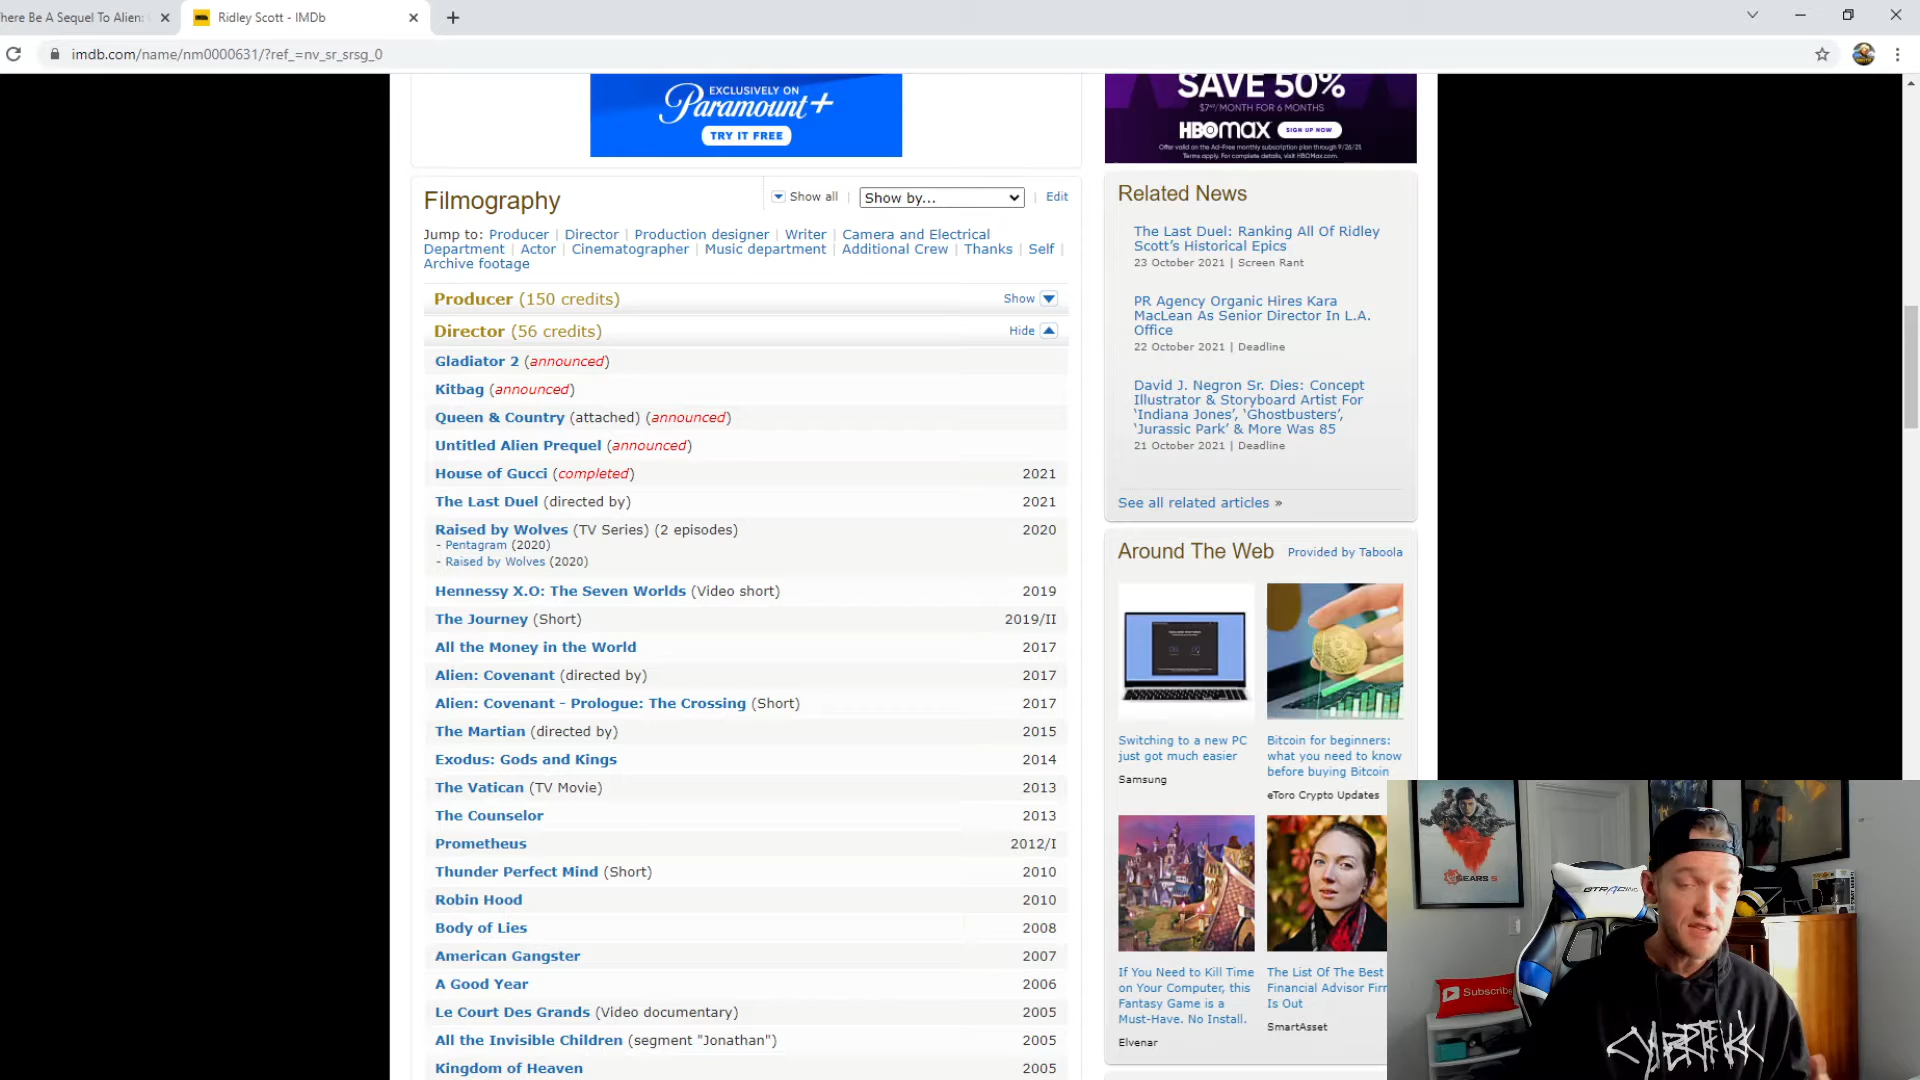 here Be A Sequel To Alien:
Ridley Scott - IMDb
imdb.com/name/nm0000631/?ref_=nv_sr_srsg_0
EXCLUSIVELY ON
Paramount+
TRY IT FREE
SAVE 50%
$7.49/MONTH FOR 6 MONTHS
HBOMAX SIGN UP NOW
Offer valid on the Ad-Free monthly subscription plan through 9/26/21.
Terms apply. For complete details, visit HBOMax.com.
Filmography
Show all | Show by... | Edit
Jump to: Producer | Director | Production designer | Writer | Camera and Electrical
Department | Actor | Cinematographer | Music department | Additional Crew | Thanks | Self |
Archive footage
Producer (150 credits) Show
Director (56 credits) Hide
Gladiator 2 (announced)
Kitbag (announced)
Queen & Country (attached) (announced)
Untitled Alien Prequel (announced)
House of Gucci (completed) 2021
The Last Duel (directed by) 2021
Raised by Wolves (TV Series) (2 episodes) 2020
- Pentagram (2020)
- Raised by Wolves (2020)
Hennessy X.O: The Seven Worlds (Video short) 2019
The Journey (Short) 2019/II
All the Money in the World 2017
Alien: Covenant (directed by) 2017
Alien: Covenant - Prologue: The Crossing (Short) 2017
The Martian (directed by) 2015
Exodus: Gods and Kings 2014
The Vatican (TV Movie) 2013
The Counselor 2013
Prometheus 2012/I
Thunder Perfect Mind (Short) 2010
Robin Hood 2010
Body of Lies 2008
American Gangster 2007
A Good Year 2006
Le Court Des Grands (Video documentary) 2005
All the Invisible Children (segment "Jonathan") 2005
Kingdom of Heaven 2005
Related News
The Last Duel: Ranking All Of Ridley
Scott's Historical Epics
23 October 2021 | Screen Rant
PR Agency Organic Hires Kara
MacLean As Senior Director In L.A.
Office
22 October 2021 | Deadline
David J. Negron Sr. Dies: Concept
Illustrator & Storyboard Artist For
'Indiana Jones', 'Ghostbusters',
'Jurassic Park' & More Was 85
21 October 2021 | Deadline
See all related articles »
Around The Web Provided by Taboola
Switching to a new PC
just got much easier
Samsung
Bitcoin for beginners:
what you need to know
before buying Bitcoin
eToro Crypto Updates
If You Need to Kill Time
on Your Computer, this
Fantasy Game is a
Must-Have. No Install.
Elvenar
The List Of The Best
Financial Advisor Firm
Is Out
SmartAsset
GEARS 5
GTRACING
Subscribe